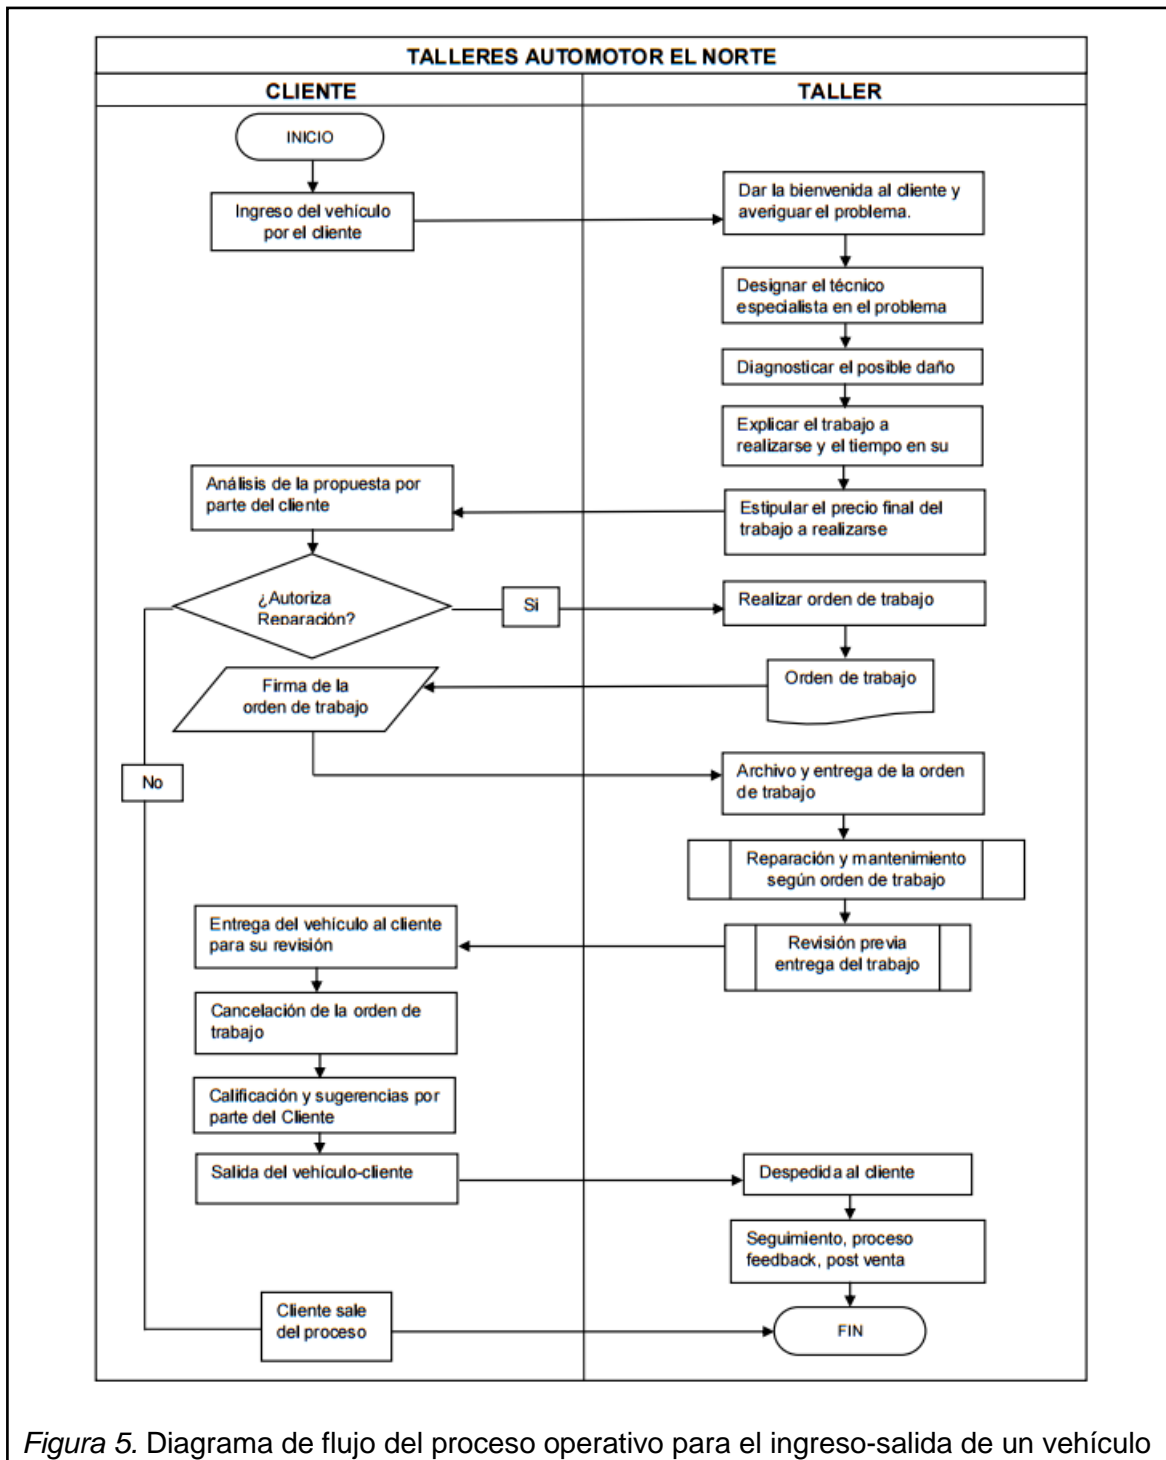 TALLERES AUTOMOTOR EL NORTE
CLIENTE
TALLER
INICIO
Ingreso del vehículo
por el cliente
Dar la bienvenida al cliente y
averiguar el problema.
Designar el técnico
especialista en el problema
Diagnosticar el posible daño
Explicar el trabajo a
realizarse y el tiempo en su
Estipular el precio final del
trabajo a realizarse
Análisis de la propuesta por
parte del cliente
¿Autoriza
Reparación?
Si
Realizar orden de trabajo
Orden de trabajo
Firma de la
orden de trabajo
No
Archivo y entrega de la orden
de trabajo
Reparación y mantenimiento
según orden de trabajo
Revisión previa
entrega del trabajo
Entrega del vehículo al cliente
para su revisión
Cancelación de la orden de
trabajo
Calificación y sugerencias por
parte del Cliente
Salida del vehículo-cliente
Despedida al cliente
Seguimiento, proceso
feedback, post venta
Cliente sale
del proceso
FIN
Figura 5. Diagrama de flujo del proceso operativo para el ingreso-salida de un vehículo